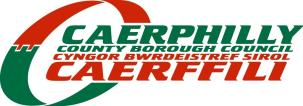 CAERPHILLY
COUNTY BOROUGH COUNCIL
CYNGOR BWRDEISTREF SIROL
CAERFFILI